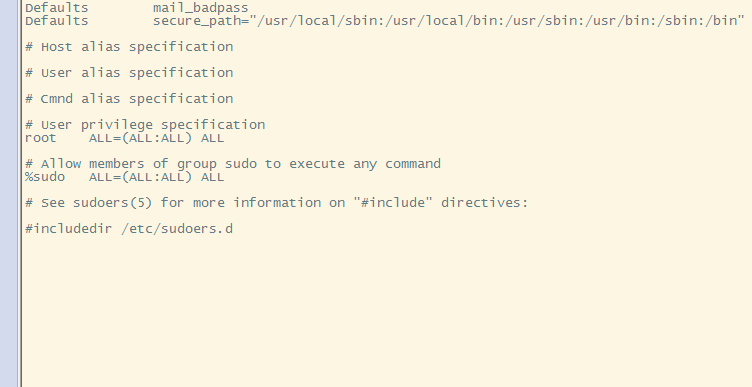 Defaults        mail_badpass
Defaults        secure_path="/usr/local/sbin:/usr/local/bin:/usr/sbin:/usr/bin:/sbin:/bin"
# Host alias specification
# User alias specification
# Cmnd alias specification
# User privilege specification
root    ALL=(ALL:ALL) ALL
# Allow members of group sudo to execute any command
%sudo   ALL=(ALL:ALL) ALL
# See sudoers(5) for more information on "#include" directives:
#includedir /etc/sudoers.d